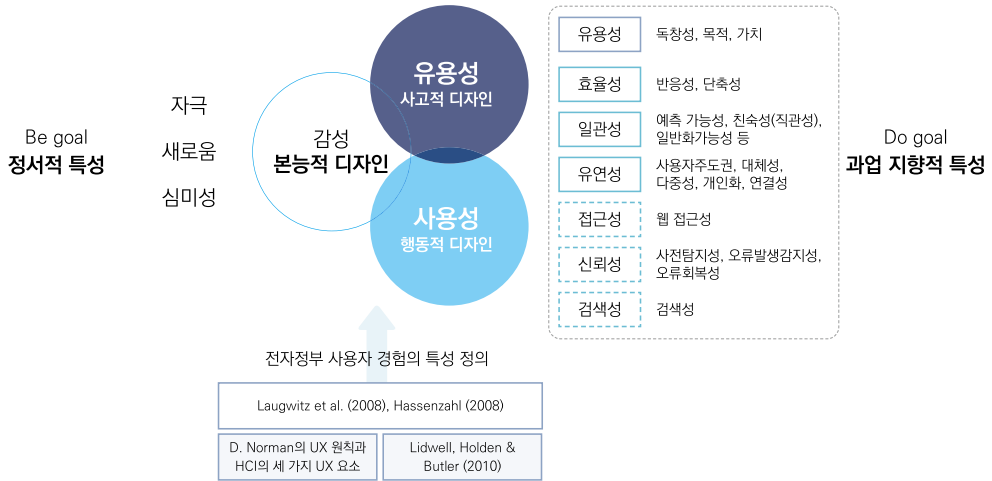 Be goal
정서적 특성
자극
새로움
심미성
감성
본능적 디자인
유용성
사고적 디자인
사용성
행동적 디자인
유용성
독창성, 목적, 가치
효율성
반응성, 단축성
일관성
예측 가능성, 친숙성(직관성),
일반화가능성 등
유연성
사용자주도권, 대체성,
다중성, 개인화, 연결성
접근성
웹 접근성
신뢰성
사전탐지성, 오류발생감지성,
오류회복성
검색성
검색성
Do goal
과업 지향적 특성
전자정부 사용자 경험의 특성 정의
Laugwitz et al. (2008), Hassenzahl (2008)
D. Norman의 UX 원칙과
HCI의 세 가지 UX 요소
Lidwell, Holden &
Butler (2010)